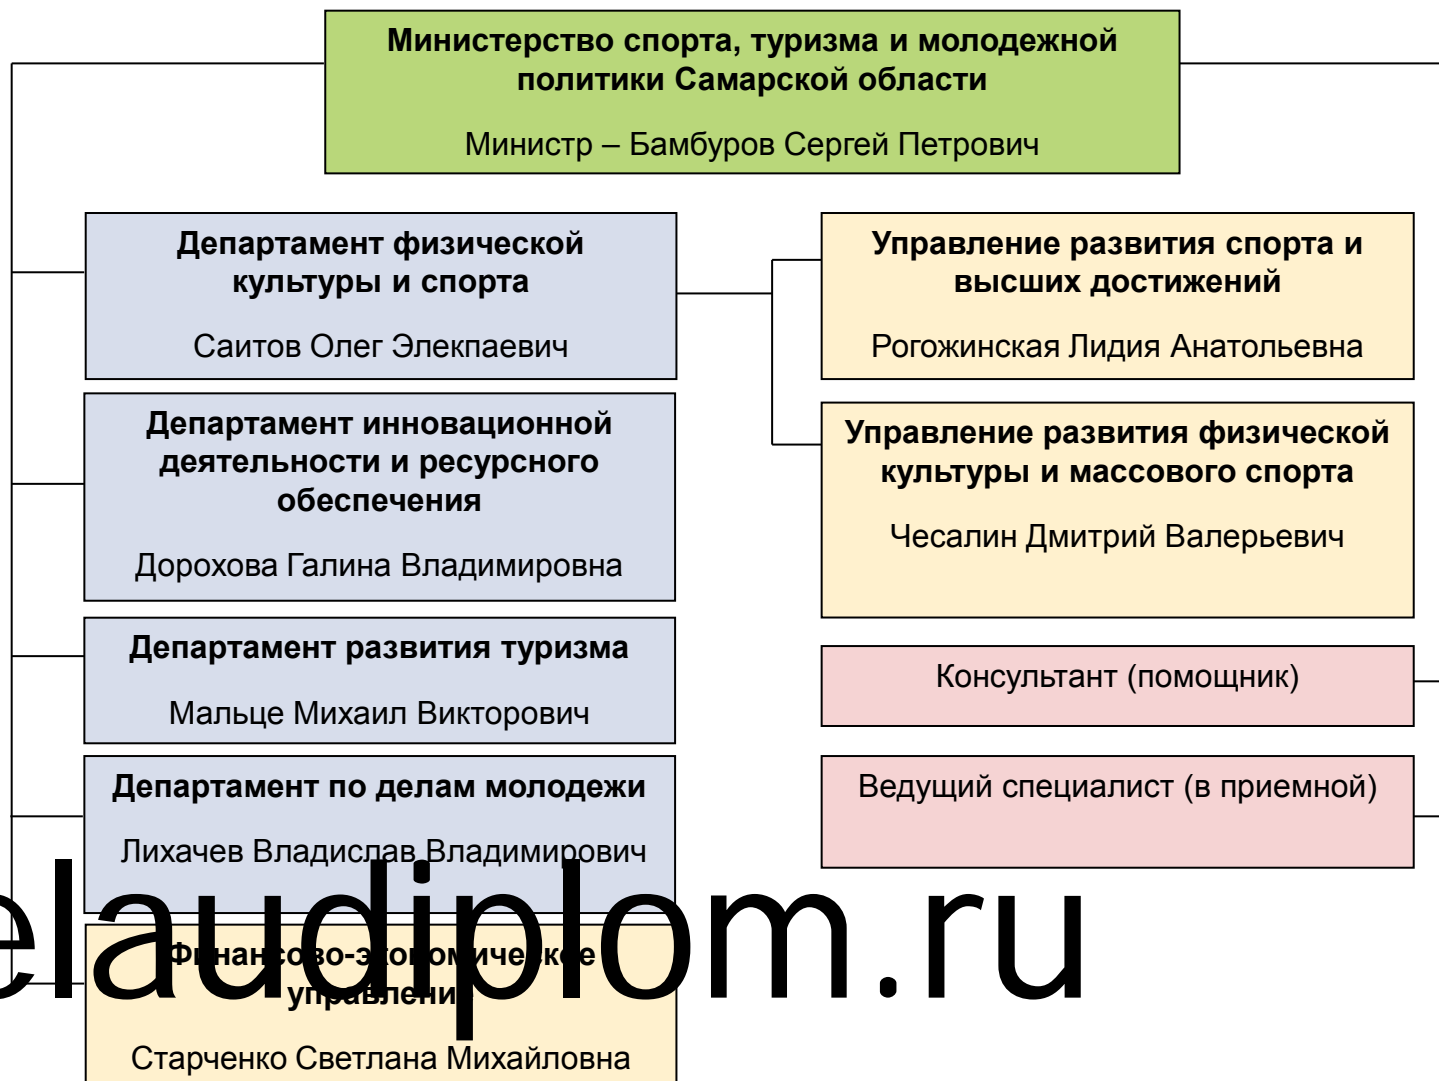 Министерство спорта, туризма и молодежной
политики Самарской области
Министр – Бамбуров Сергей Петрович
Департамент физической
культуры и спорта
Саитов Олег Элекпаевич
Управление развития спорта и
высших достижений
Рогожинская Лидия Анатольевна
Департамент инновационной
деятельности и ресурсного
обеспечения
Дорохова Галина Владимировна
Управление развития физической
культуры и массового спорта
Чесалин Дмитрий Валерьевич
Департамент развития туризма
Мальце Михаил Викторович
Консультант (помощник)
Департамент по делам молодежи
Лихачев Владислав Владимирович
Ведущий специалист (в приемной)
elaudiplom.ru
Финансово-экономическое
управление
Старченко Светлана Михайловна